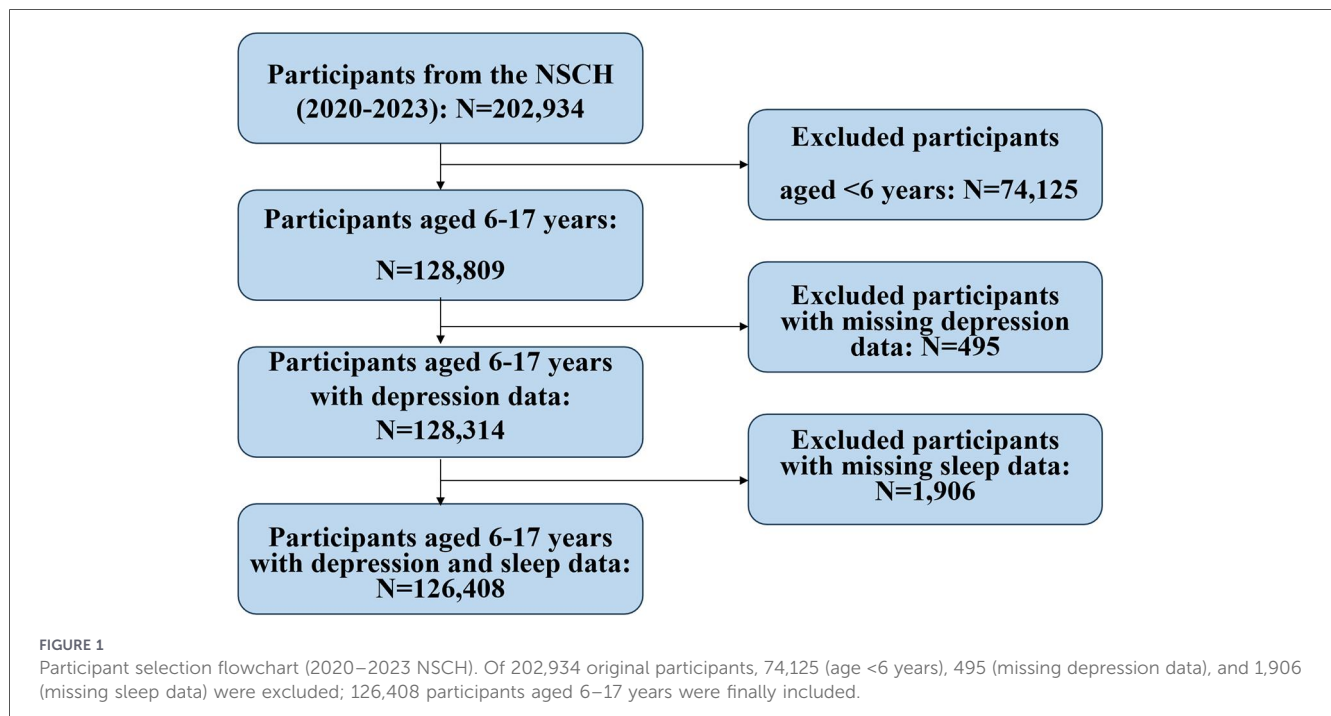 Participants from the NSCH
(2020-2023): N=202,934
Excluded participants
aged <6 years: N=74,125
Participants aged 6-17 years:
N=128,809
Excluded participants
with missing depression
data: N=495
Participants aged 6-17 years
with depression data:
N=128,314
Excluded participants
with missing sleep data:
N=1,906
Participants aged 6-17 years
with depression and sleep data:
N=126,408
FIGURE 1
Participant selection flowchart (2020–2023 NSCH). Of 202,934 original participants, 74,125 (age <6 years), 495 (missing depression data), and 1,906
(missing sleep data) were excluded; 126,408 participants aged 6–17 years were finally included.